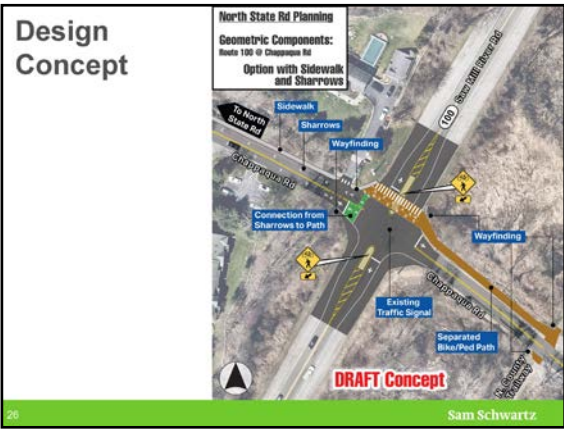 Design
Concept
North State Rd Planning
Geometric Components:
Route 100 @ Chappaqua Rd
Option with Sidewalk
and Sharrows
100 Saw Mill River Rd
To North
State Rd
Sidewalk
Sharrows
Wayfinding
Chappaqua Rd
Connection from
Sharrows to Path
Wayfinding
Existing
Traffic Signal
Chappaqua Rd
Separated
Bike/Ped Path
N. County
Trailway
DRAFT Concept
26
Sam Schwartz